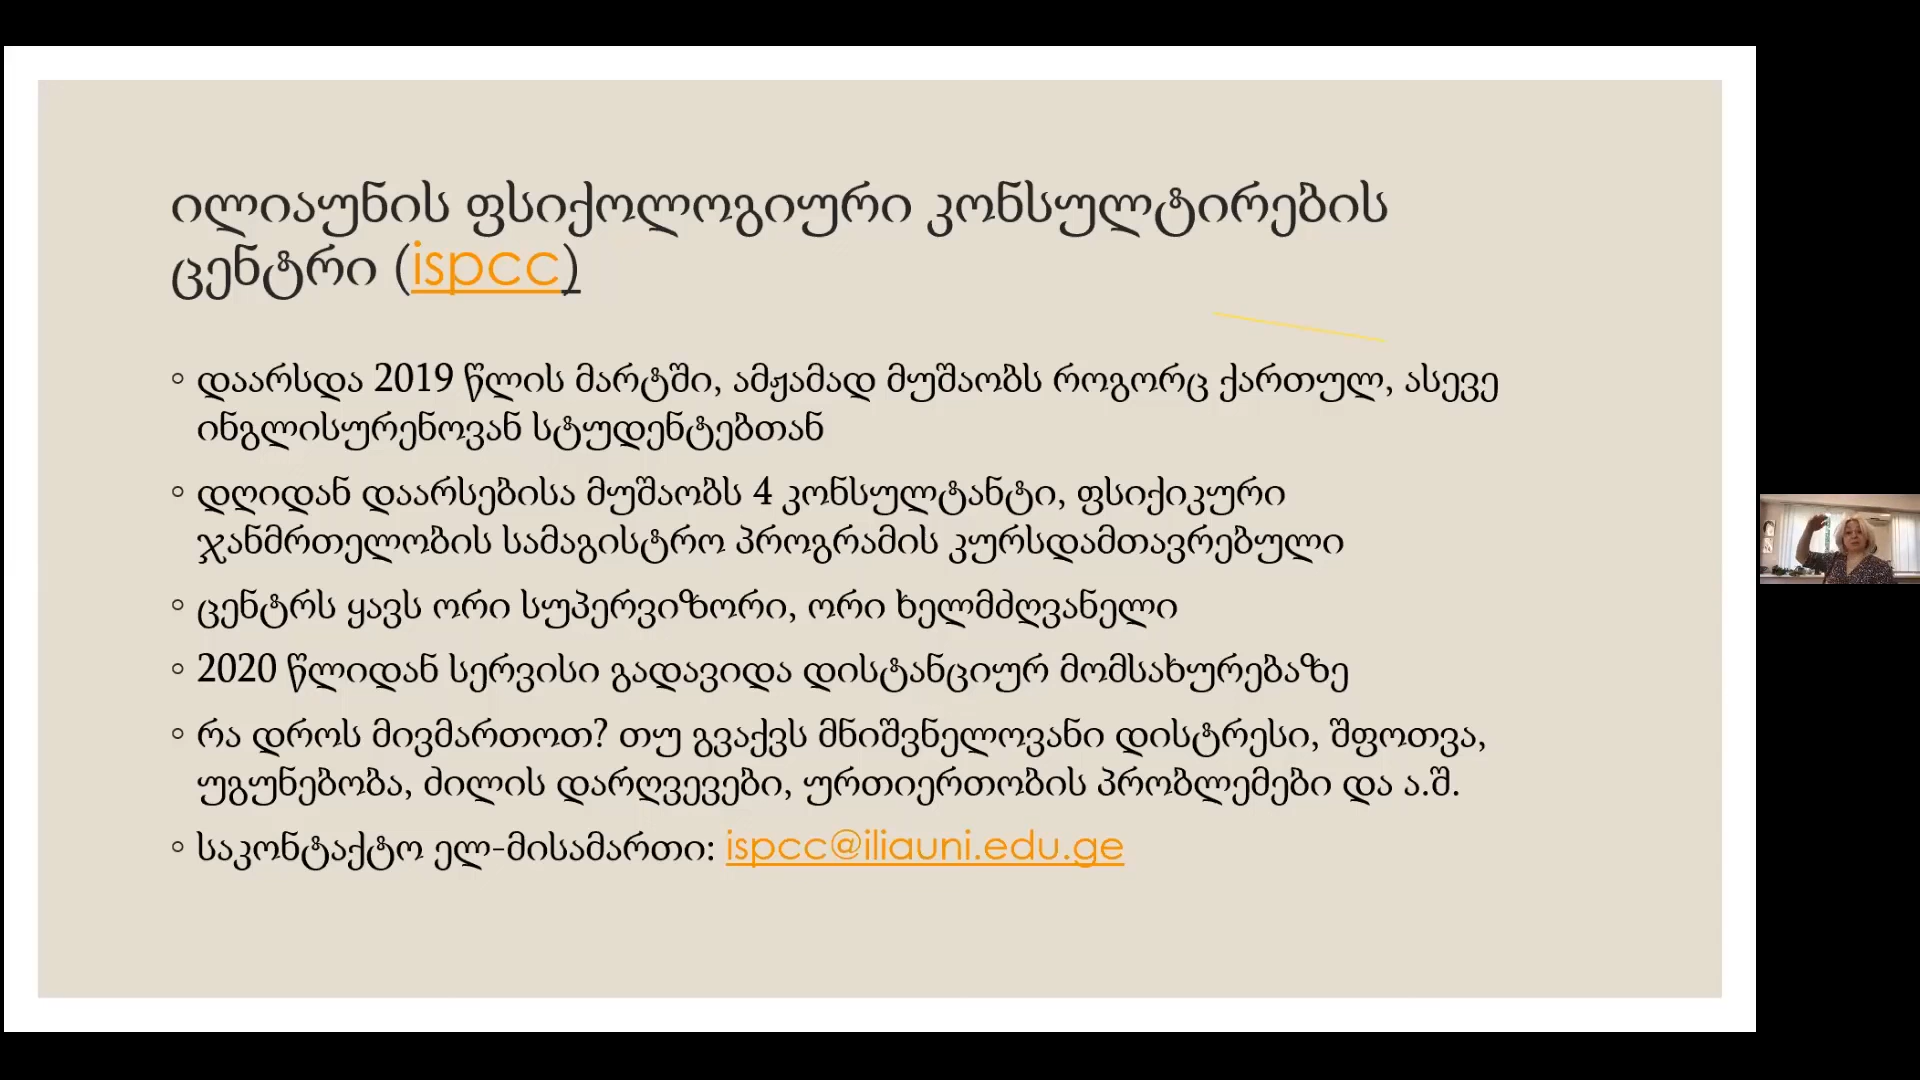 ილიაუნის ფსიქოლოგიური კონსულტირების
ცენტრი (ispcc)
◦ დაარსდა 2019 წლის მარტში, ამჟამად მუშაობს როგორც ქართულ, ასევე
ინგლისურენოვან სტუდენტებთან
◦ დღიდან დაარსებისა მუშაობს 4 კონსულტანტი, ფსიქიკური
ჯანმრთელობის სამაგისტრო პროგრამის კურსდამთავრებული
◦ ცენტრს ყავს ორი სუპერვიზორი, ორი ხელმძღვანელი
◦ 2020 წლიდან სერვისი გადავიდა დისტანციურ მომსახურებაზე
◦ რა დროს მივმართოთ? თუ გვაქვს მნიშვნელოვანი დისტრესი, შფოთვა,
უგუნებობა, ძილის დარღვევები, ურთიერთობის პრობლემები და ა.შ.
◦ საკონტაქტო ელ-მისამართი: ispcc@iliauni.edu.ge